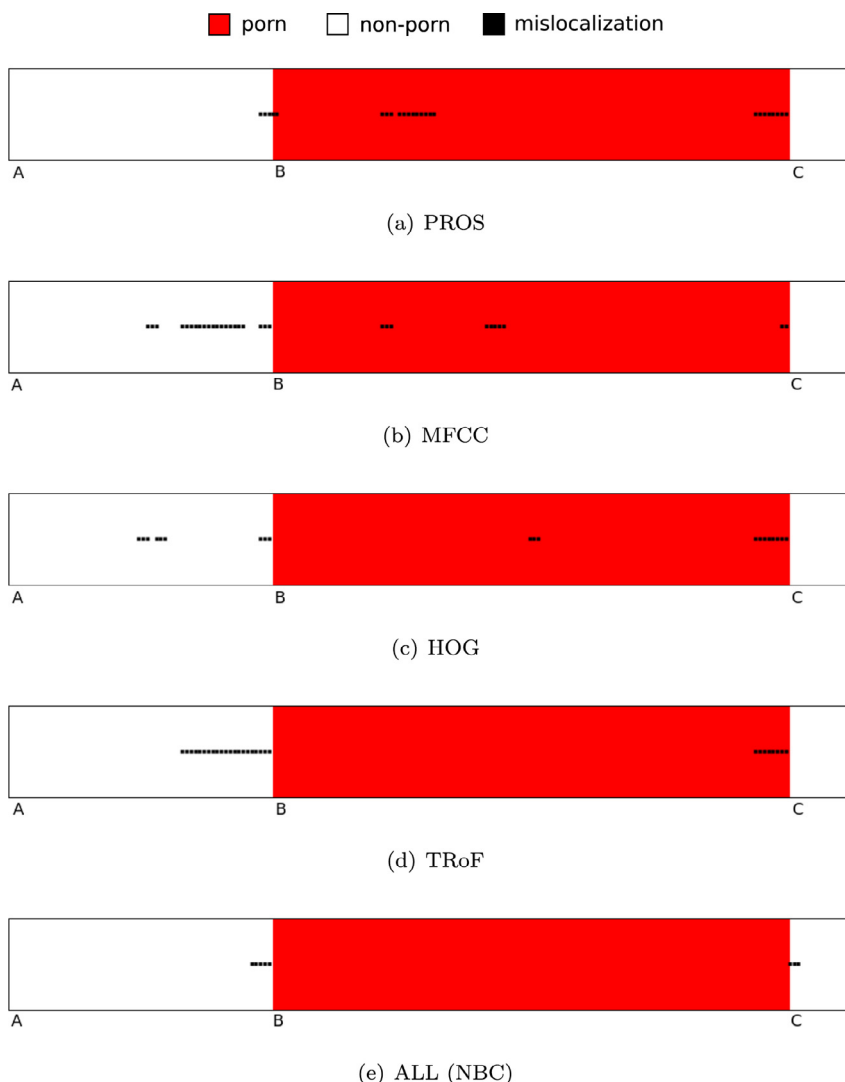 porn non-porn mislocalization
A B C
(a) PROS
A B C
(b) MFCC
A B C
(c) HOG
A B C
(d) TRoF
A B C
(e) ALL (NBC)